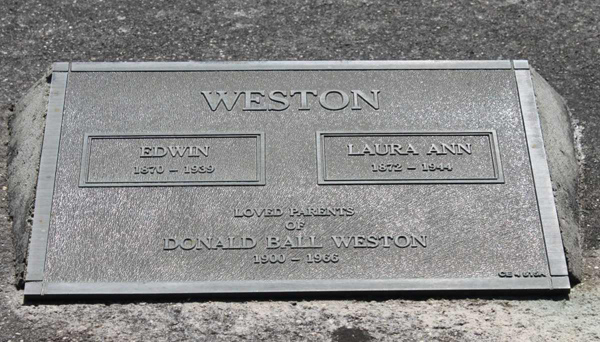 WESTON
EDWIN
1870 – 1939
LAURA ANN
1872 – 1944
LOVED PARENTS
OF
DONALD BALL WESTON
1900 – 1966